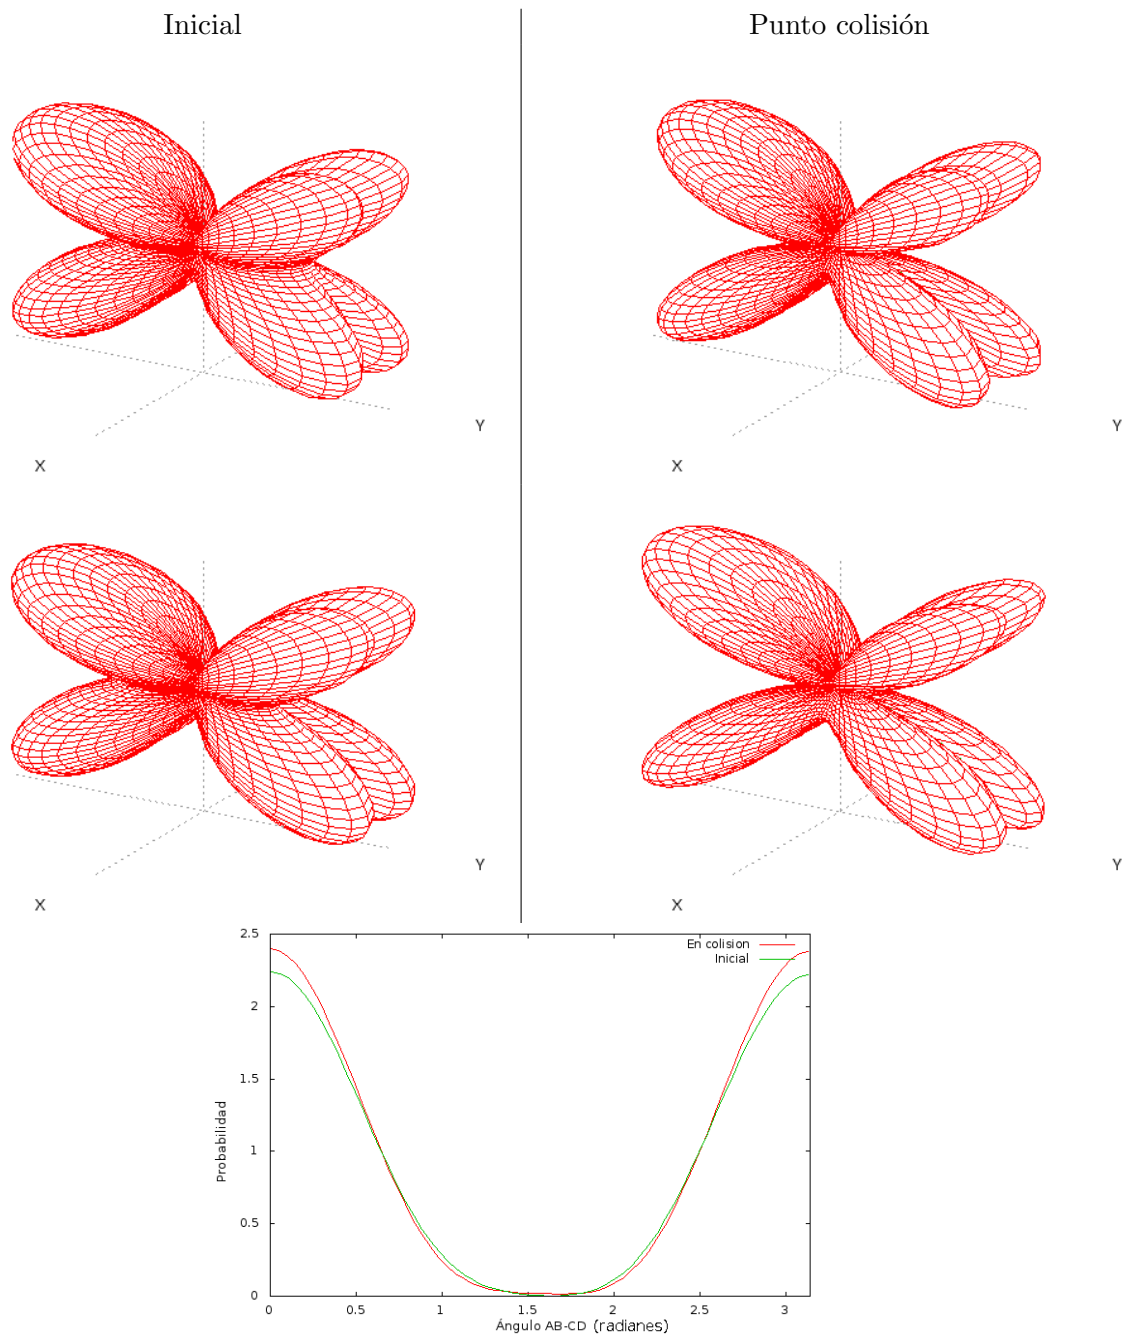 Inicial
Punto colisión
Y
Y
X
X
Y
Y
X
X
2.5
En colision
Inicial
2
1.5
Probabilidad
1
0.5
0
0 0.5 1 1.5 2 2.5 3
Ángulo AB-CD (radianes)